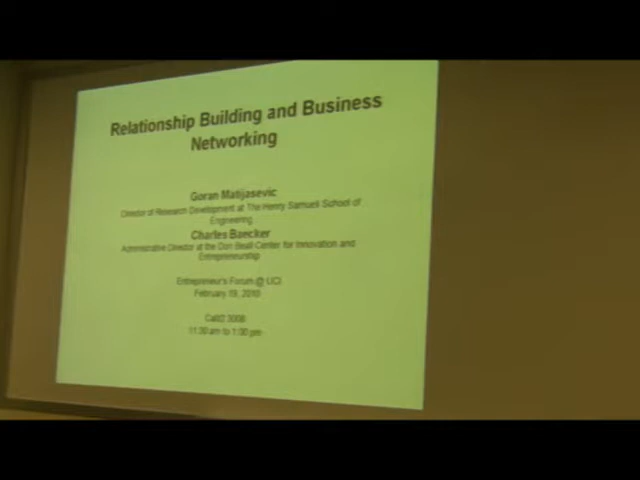 Relationship Building and Business
Networking
Goran Matijasevic
Director of Research Development at The Henry Samueli School of
Engineering
Charles Baecker
Administrative Director at the Don Beall Center for Innovation and
Entrepreneurship
Entrepreneur's Forum @ UCI
February 19, 2010
Calit2 3008
11:30 am to 1:30 pm